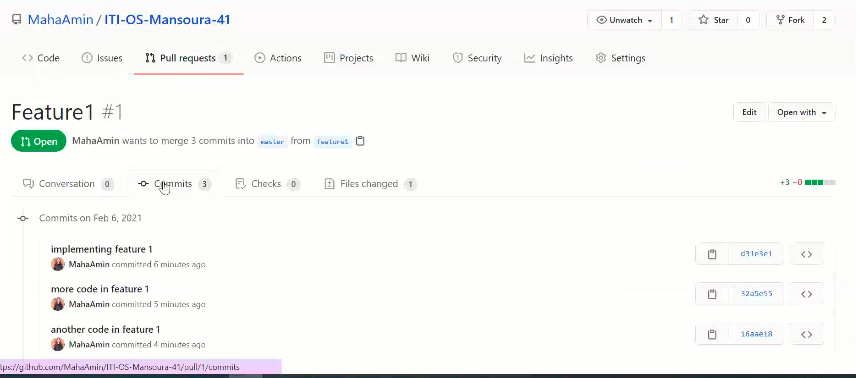 MahaAmin / ITI-OS-Mansoura-41
Unwatch 1 Star 0 Fork 2
Code Issues Pull requests 1 Actions Projects Wiki Security Insights Settings
Feature1 #1
Edit Open with
Open MahaAmin wants to merge 3 commits into master from feature1
Conversation 0 Commits 3 Checks 0 Files changed 1 +3 −0
Commits on Feb 6, 2021
implementing feature 1
MahaAmin committed 6 minutes ago
d31e3e1
more code in feature 1
MahaAmin committed 5 minutes ago
32a5e55
another code in feature 1
MahaAmin committed 4 minutes ago
16aae18
tps://github.com/MahaAmin/ITI-OS-Mansoura-41/pull/1/commits